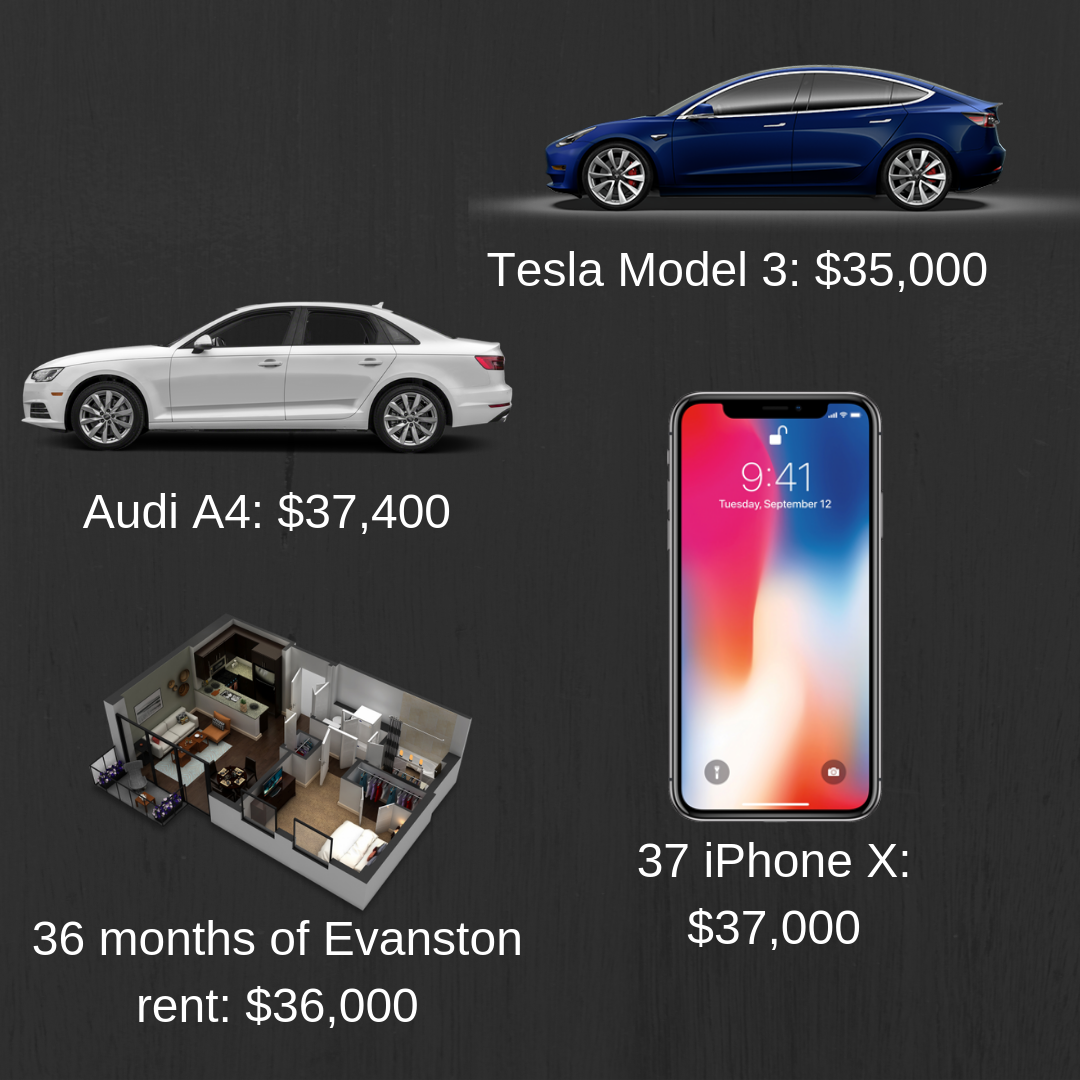 Tesla Model 3: $35,000
Audi A4: $37,400
9:41
Tuesday, September 12
37 iPhone X:
$37,000
36 months of Evanston
rent: $36,000